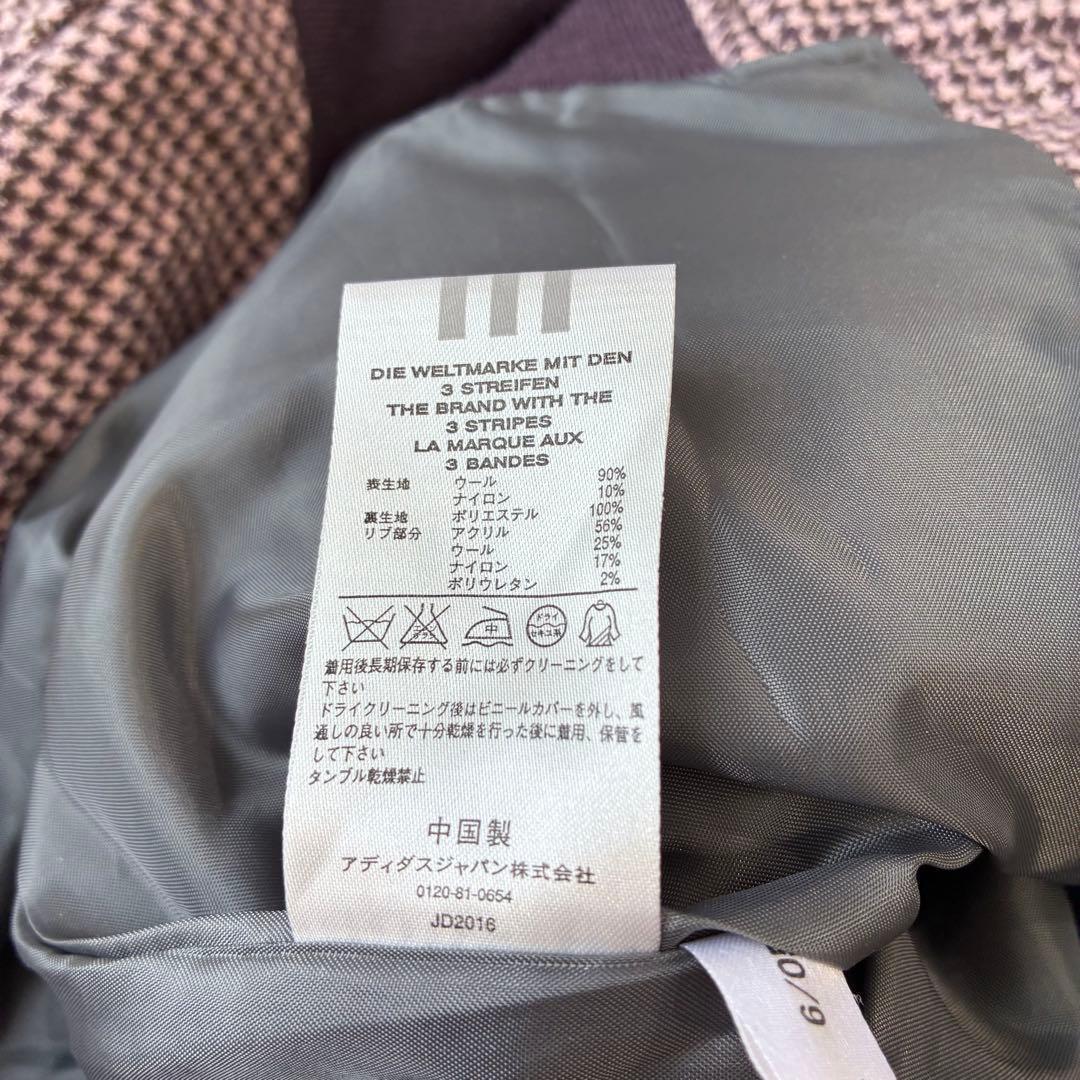 DIE WELTMARKE MIT DEN
3 STREIFEN
THE BRAND WITH THE
3 STRIPES
LA MARQUE AUX
3 BANDES
表生地 ウール 90%
ナイロン 10%
裏生地 ポリエステル 100%
リブ部分 アクリル 56%
ウール 25%
ナイロン 17%
ポリウレタン 2%
中 ドライ
セキユ系
着用後長期保存する前には必ずクリーニングをして
下さい
ドライクリーニング後はビニールカバーを外し、風
通しの良い所で十分乾燥を行った後に着用、保管を
して下さい
タンブル乾燥禁止
中国製
アディダスジャパン株式会社
0120-81-0654
JD2016